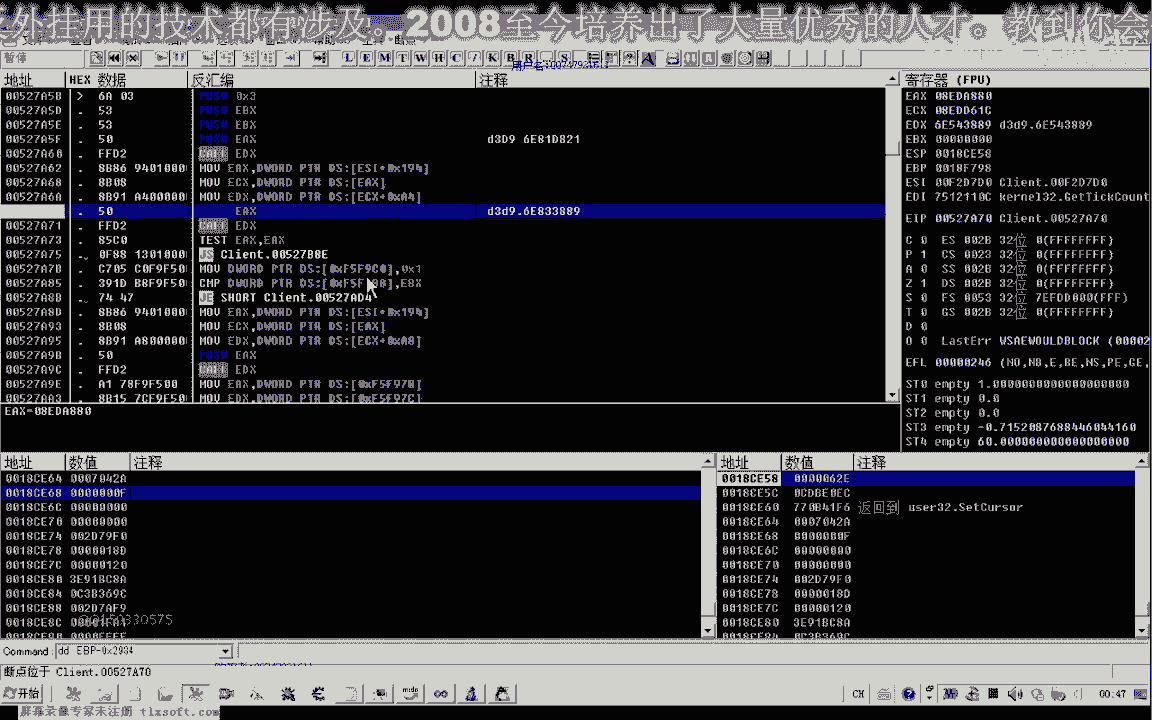 外挂用的技术都有涉及。2008至今培养出了大量优秀的人才。教到你会
暂停
L E M T W H C / K B R
地址 HEX 数据 反汇编 注释
00527A5B > 6A 03 PUSH 0x3
00527A5D . 53 PUSH EBX
00527A5E . 53 PUSH EBX
00527A5F . 50 PUSH EAX d3D9 6E81D821
00527A60 . FFD2 CALL EDX
00527A62 . 8B86 9401000 MOV EAX,DWORD PTR DS:[ESI+0x194]
00527A68 . 8B08 MOV ECX,DWORD PTR DS:[EAX]
00527A6A . 8B91 A400000 MOV EDX,DWORD PTR DS:[ECX+0xA4]
. 50 EAX d3d9.6E833889
00527A71 . FFD2 CALL EDX
00527A73 . 85C0 TEST EAX,EAX
00527A75 . 0F88 1301000 JS Client.00527B8E
00527A7B . C705 C0F9F50 MOV DWORD PTR DS:[0xF5F9C0],0x1
00527A85 . 391D B8F9F50 CMP DWORD PTR DS:[0xF5F9B8],EBX
00527A8B . 74 47 JE SHORT Client.00527AD4
00527A8D . 8B86 9401000 MOV EAX,DWORD PTR DS:[ESI+0x194]
00527A93 . 8B08 MOV ECX,DWORD PTR DS:[EAX]
00527A95 . 8B91 A800000 MOV EDX,DWORD PTR DS:[ECX+0xA8]
00527A9B . 50 PUSH EAX
00527A9C . FFD2 CALL EDX
00527A9E . A1 78F9F500 MOV EAX,DWORD PTR DS:[0xF5F978]
00527AA3 . 8B15 7CF9F50 MOV EDX,DWORD PTR DS:[0xF5F97C]
EAX=08EDA880
寄存器 (FPU)
EAX 08EDA880
ECX 08EDD61C
EDX 6E543889 d3d9.6E543889
EBX 00000000
ESP 0018CE58
EBP 0018F798
ESI 00F2D7D0 Client.00F2D7D0
EDI 7512110C kernel32.GetTickCount
EIP 00527A70 Client.00527A70
C 0 ES 002B 32位 0(FFFFFFFF)
P 1 CS 0023 32位 0(FFFFFFFF)
A 0 SS 002B 32位 0(FFFFFFFF)
Z 1 DS 002B 32位 0(FFFFFFFF)
S 0 FS 0053 32位 7EFDD000(FFF)
T 0 GS 002B 32位 0(FFFFFFFF)
D 0
O 0 LastErr WSAEWOULDBLOCK (00002
EFL 00000246 (NO,NB,E,BE,NS,PE,GE,
ST0 empty 1.0000000000000000000
ST1 empty 0.0
ST2 empty 0.0
ST3 empty -0.7152087688446044160
ST4 empty 60.000000000000000000
地址 数值 注释
0018CE64 0007042A
0018CE68 0000000F
0018CE6C 00000000
0018CE70 00000000
0018CE74 002D79F0
0018CE78 0000018D
0018CE7C 00000120
0018CE80 3E91BC8A
0018CE84 0C3B369C
0018CE88 002D7AF9
0018CE8C
地址 数值 注释
0018CE58 0000062E
0018CE5C 0CDBE0EC
0018CE60 770B41F6 返回到 user32.SetCursor
0018CE64 0007042A
0018CE68 0000000F
0018CE6C 00000000
0018CE70 00000000
0018CE74 002D79F0
0018CE78 0000018D
0018CE7C 00000120
0018CE80 3E91BC8A
0018CE84 0C3B369C
Command: dd EBP-0x2934
断点位于 Client.00527A70
开始 CH 00:47
屏幕录像专家未注册 tlxsoft.com